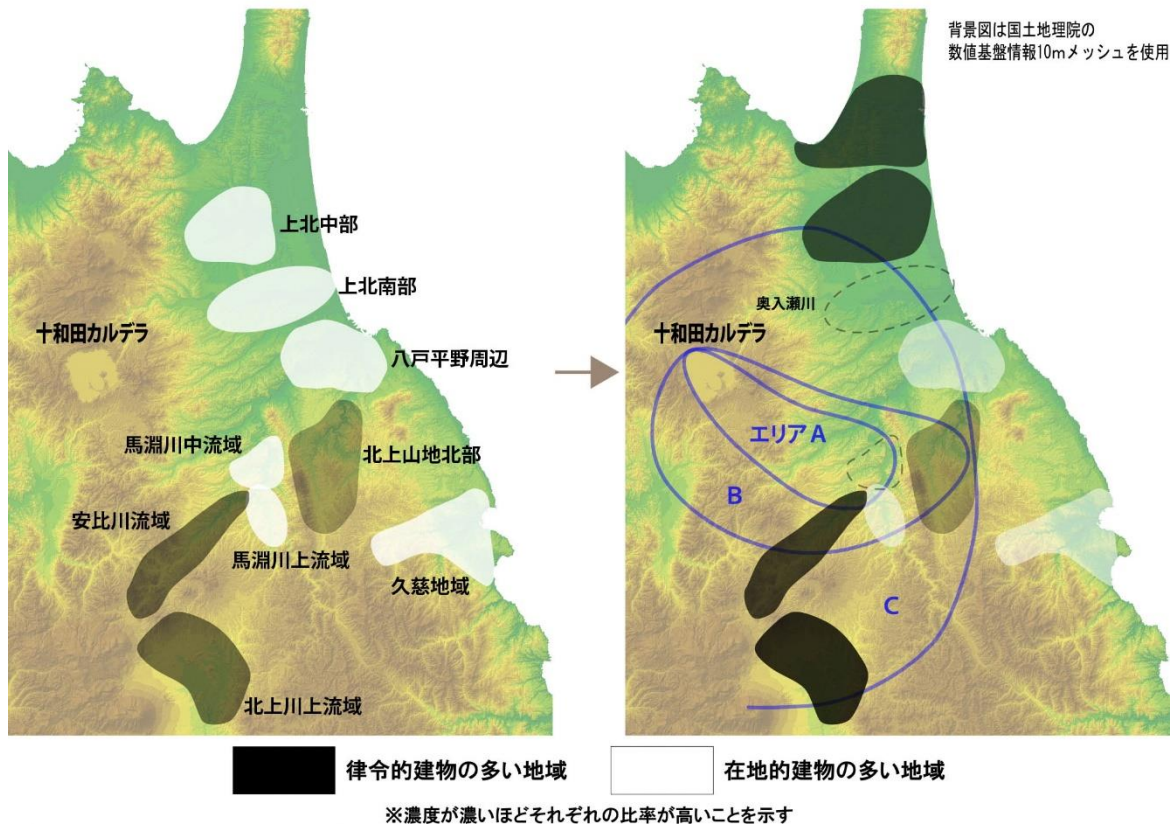 背景図は国土地理院の
数値基盤情報10mメッシュを使用
上北中部
上北南部
十和田カルデラ
八戸平野周辺
馬淵川中流域
北上山地北部
安比川流域
馬淵川上流域
久慈地域
北上川上流域
奥入瀬川
十和田カルデラ
エリアA
B
C
律令的建物の多い地域
在地的建物の多い地域
※濃度が濃いほどそれぞれの比率が高いことを示す